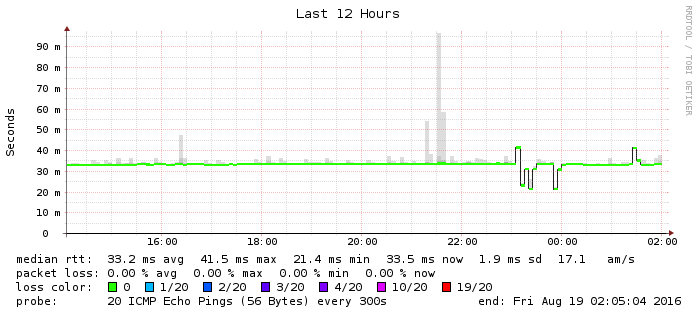 Last 12 Hours
RRDTOOL / TOBI OETIKER
Seconds
90 m
80 m
70 m
60 m
50 m
40 m
30 m
20 m
10 m
0
16:00 18:00 20:00 22:00 00:00 02:00
median rtt: 33.2 ms avg 41.5 ms max 21.4 ms min 33.5 ms now 1.9 ms sd 17.1 am/s
packet loss: 0.00 % avg 0.00 % max 0.00 % min 0.00 % now
loss color: 0 1/20 2/20 3/20 4/20 10/20 19/20
probe: 20 ICMP Echo Pings (56 Bytes) every 300s end: Fri Aug 19 02:05:04 2016